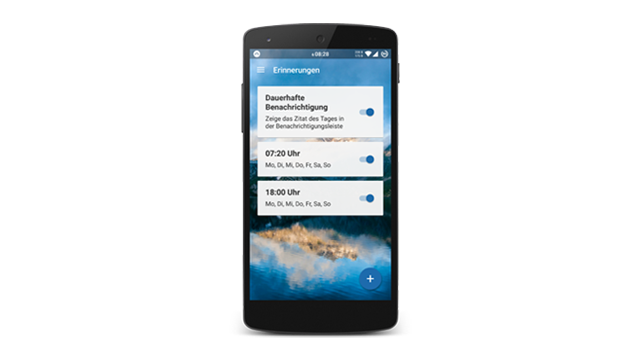 08:28
Erinnerungen
Dauerhafte
Benachrichtigung
Zeige das Zitat des Tages in
der Benachrichtigungsleiste
07:20 Uhr
Mo, Di, Mi, Do, Fr, Sa, So
18:00 Uhr
Mo, Di, Mi, Do, Fr, Sa, So